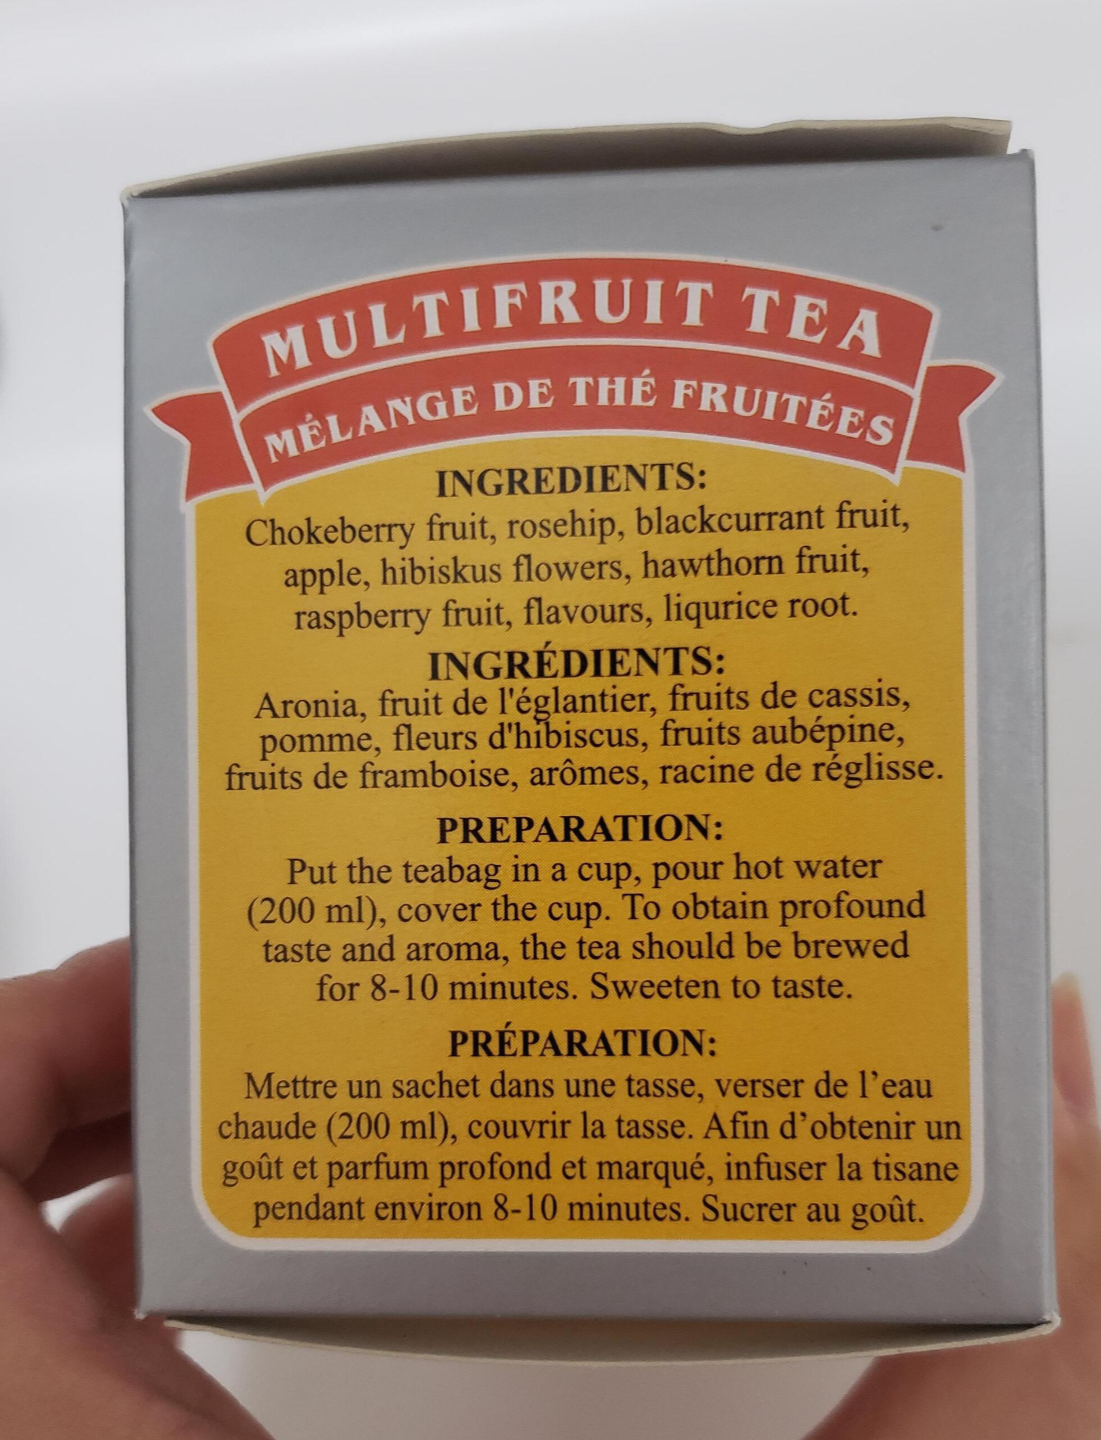 MULTIFRUIT TEA
MÉLANGE DE THÉ FRUITÉES
INGREDIENTS:
Chokeberry fruit, rosehip, blackcurrant fruit,
apple, hibiskus flowers, hawthorn fruit,
raspberry fruit, flavours, liqurice root.
INGRÉDIENTS:
Aronia, fruit de l'églantier, fruits de cassis,
pomme, fleurs d'hibiscus, fruits aubépine,
fruits de framboise, arômes, racine de réglisse.
PREPARATION:
Put the teabag in a cup, pour hot water
(200 ml), cover the cup. To obtain profound
taste and aroma, the tea should be brewed
for 8-10 minutes. Sweeten to taste.
PRÉPARATION:
Mettre un sachet dans une tasse, verser de l’eau
chaude (200 ml), couvrir la tasse. Afin d’obtenir un
goût et parfum profond et marqué, infuser la tisane
pendant environ 8-10 minutes. Sucrer au goût.